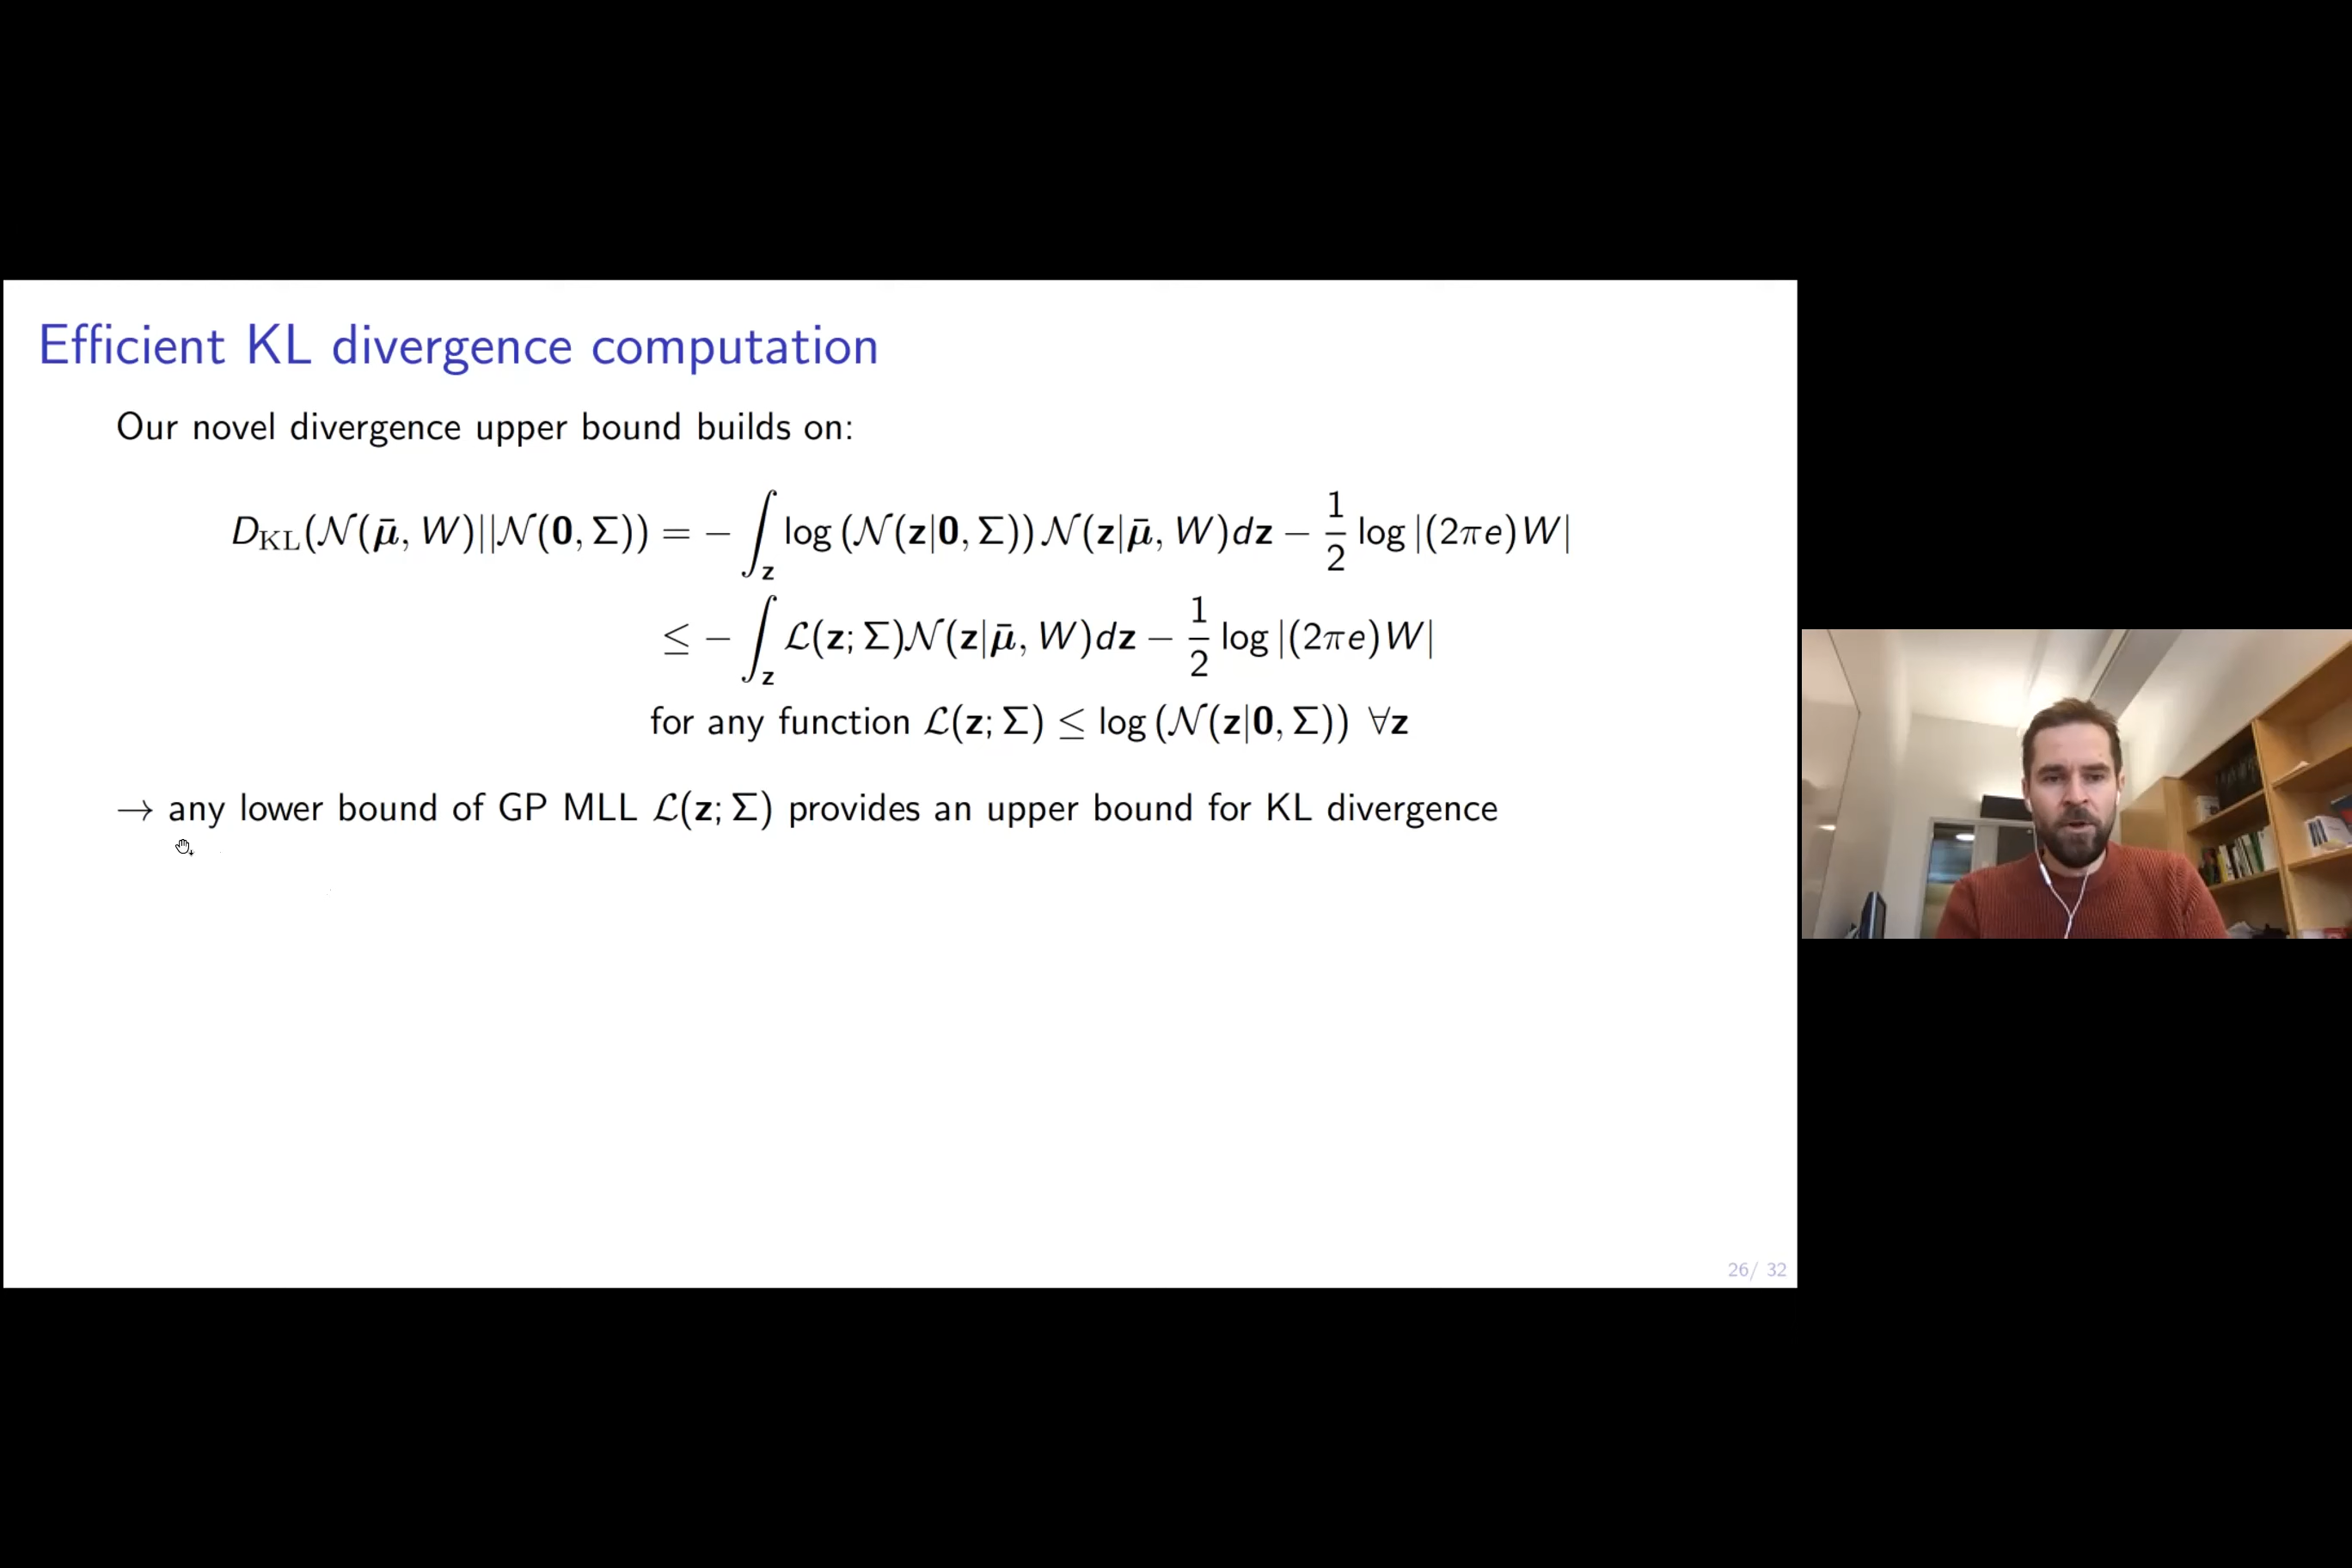 Efficient KL divergence computation
Our novel divergence upper bound builds on:
D_KL(𝒩(μ̄, W)||𝒩(0, Σ)) = − ∫_z log (𝒩(z|0, Σ)) 𝒩(z|μ̄, W)dz − 1/2 log |(2πe)W|
≤ − ∫_z ℒ(z; Σ)𝒩(z|μ̄, W)dz − 1/2 log |(2πe)W|
for any function ℒ(z; Σ) ≤ log (𝒩(z|0, Σ)) ∀z
→ any lower bound of GP MLL ℒ(z; Σ) provides an upper bound for KL divergence
26/ 32